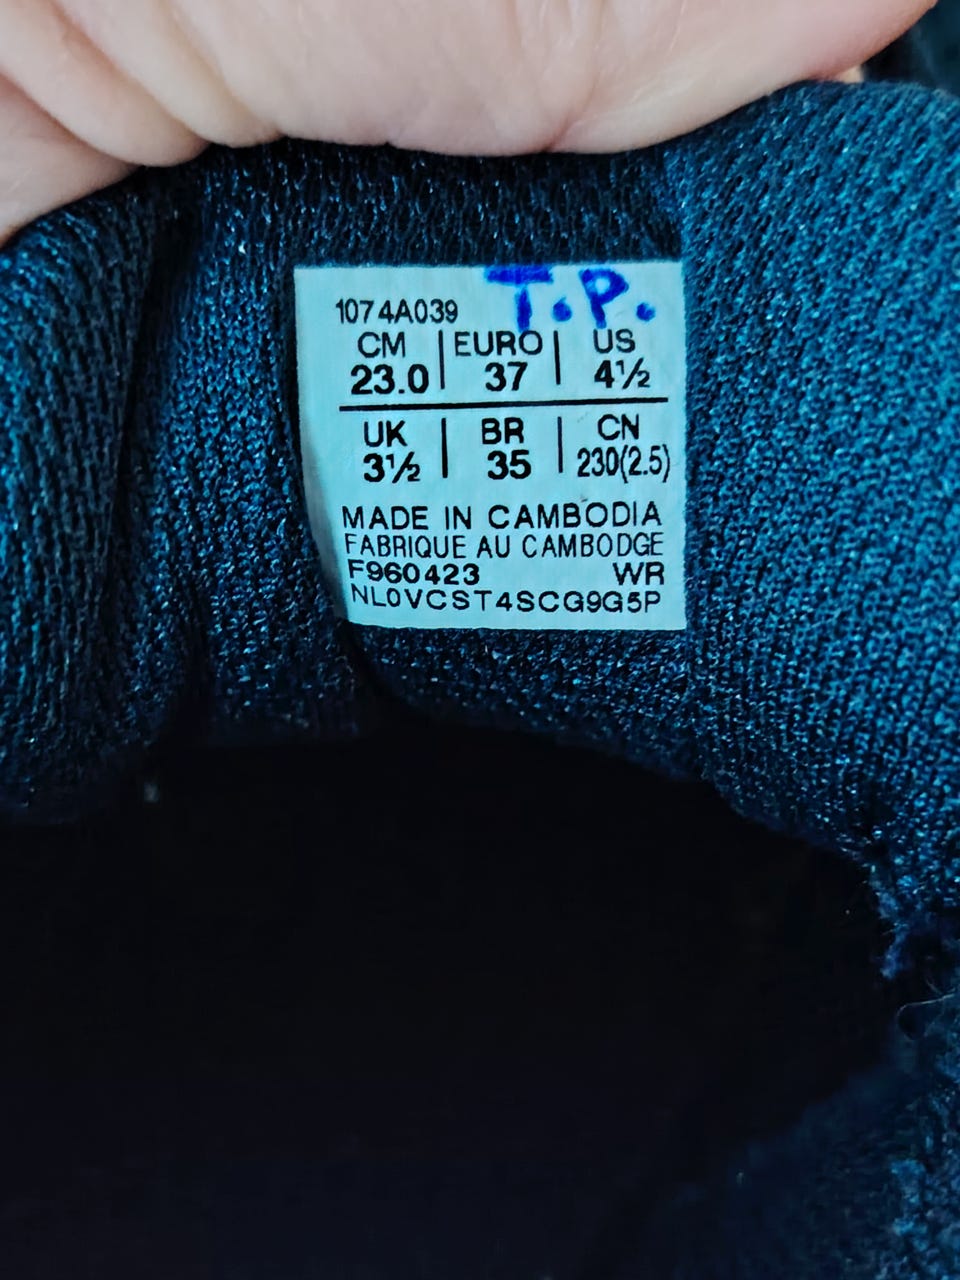 T.P.
1074A039
CM | EURO | US
23.0 | 37 | 4½
UK | BR | CN
3½ | 35 | 230(2.5)
MADE IN CAMBODIA
FABRIQUE AU CAMBODGE
F960423 WR
NL0VCST4SCG9G5P